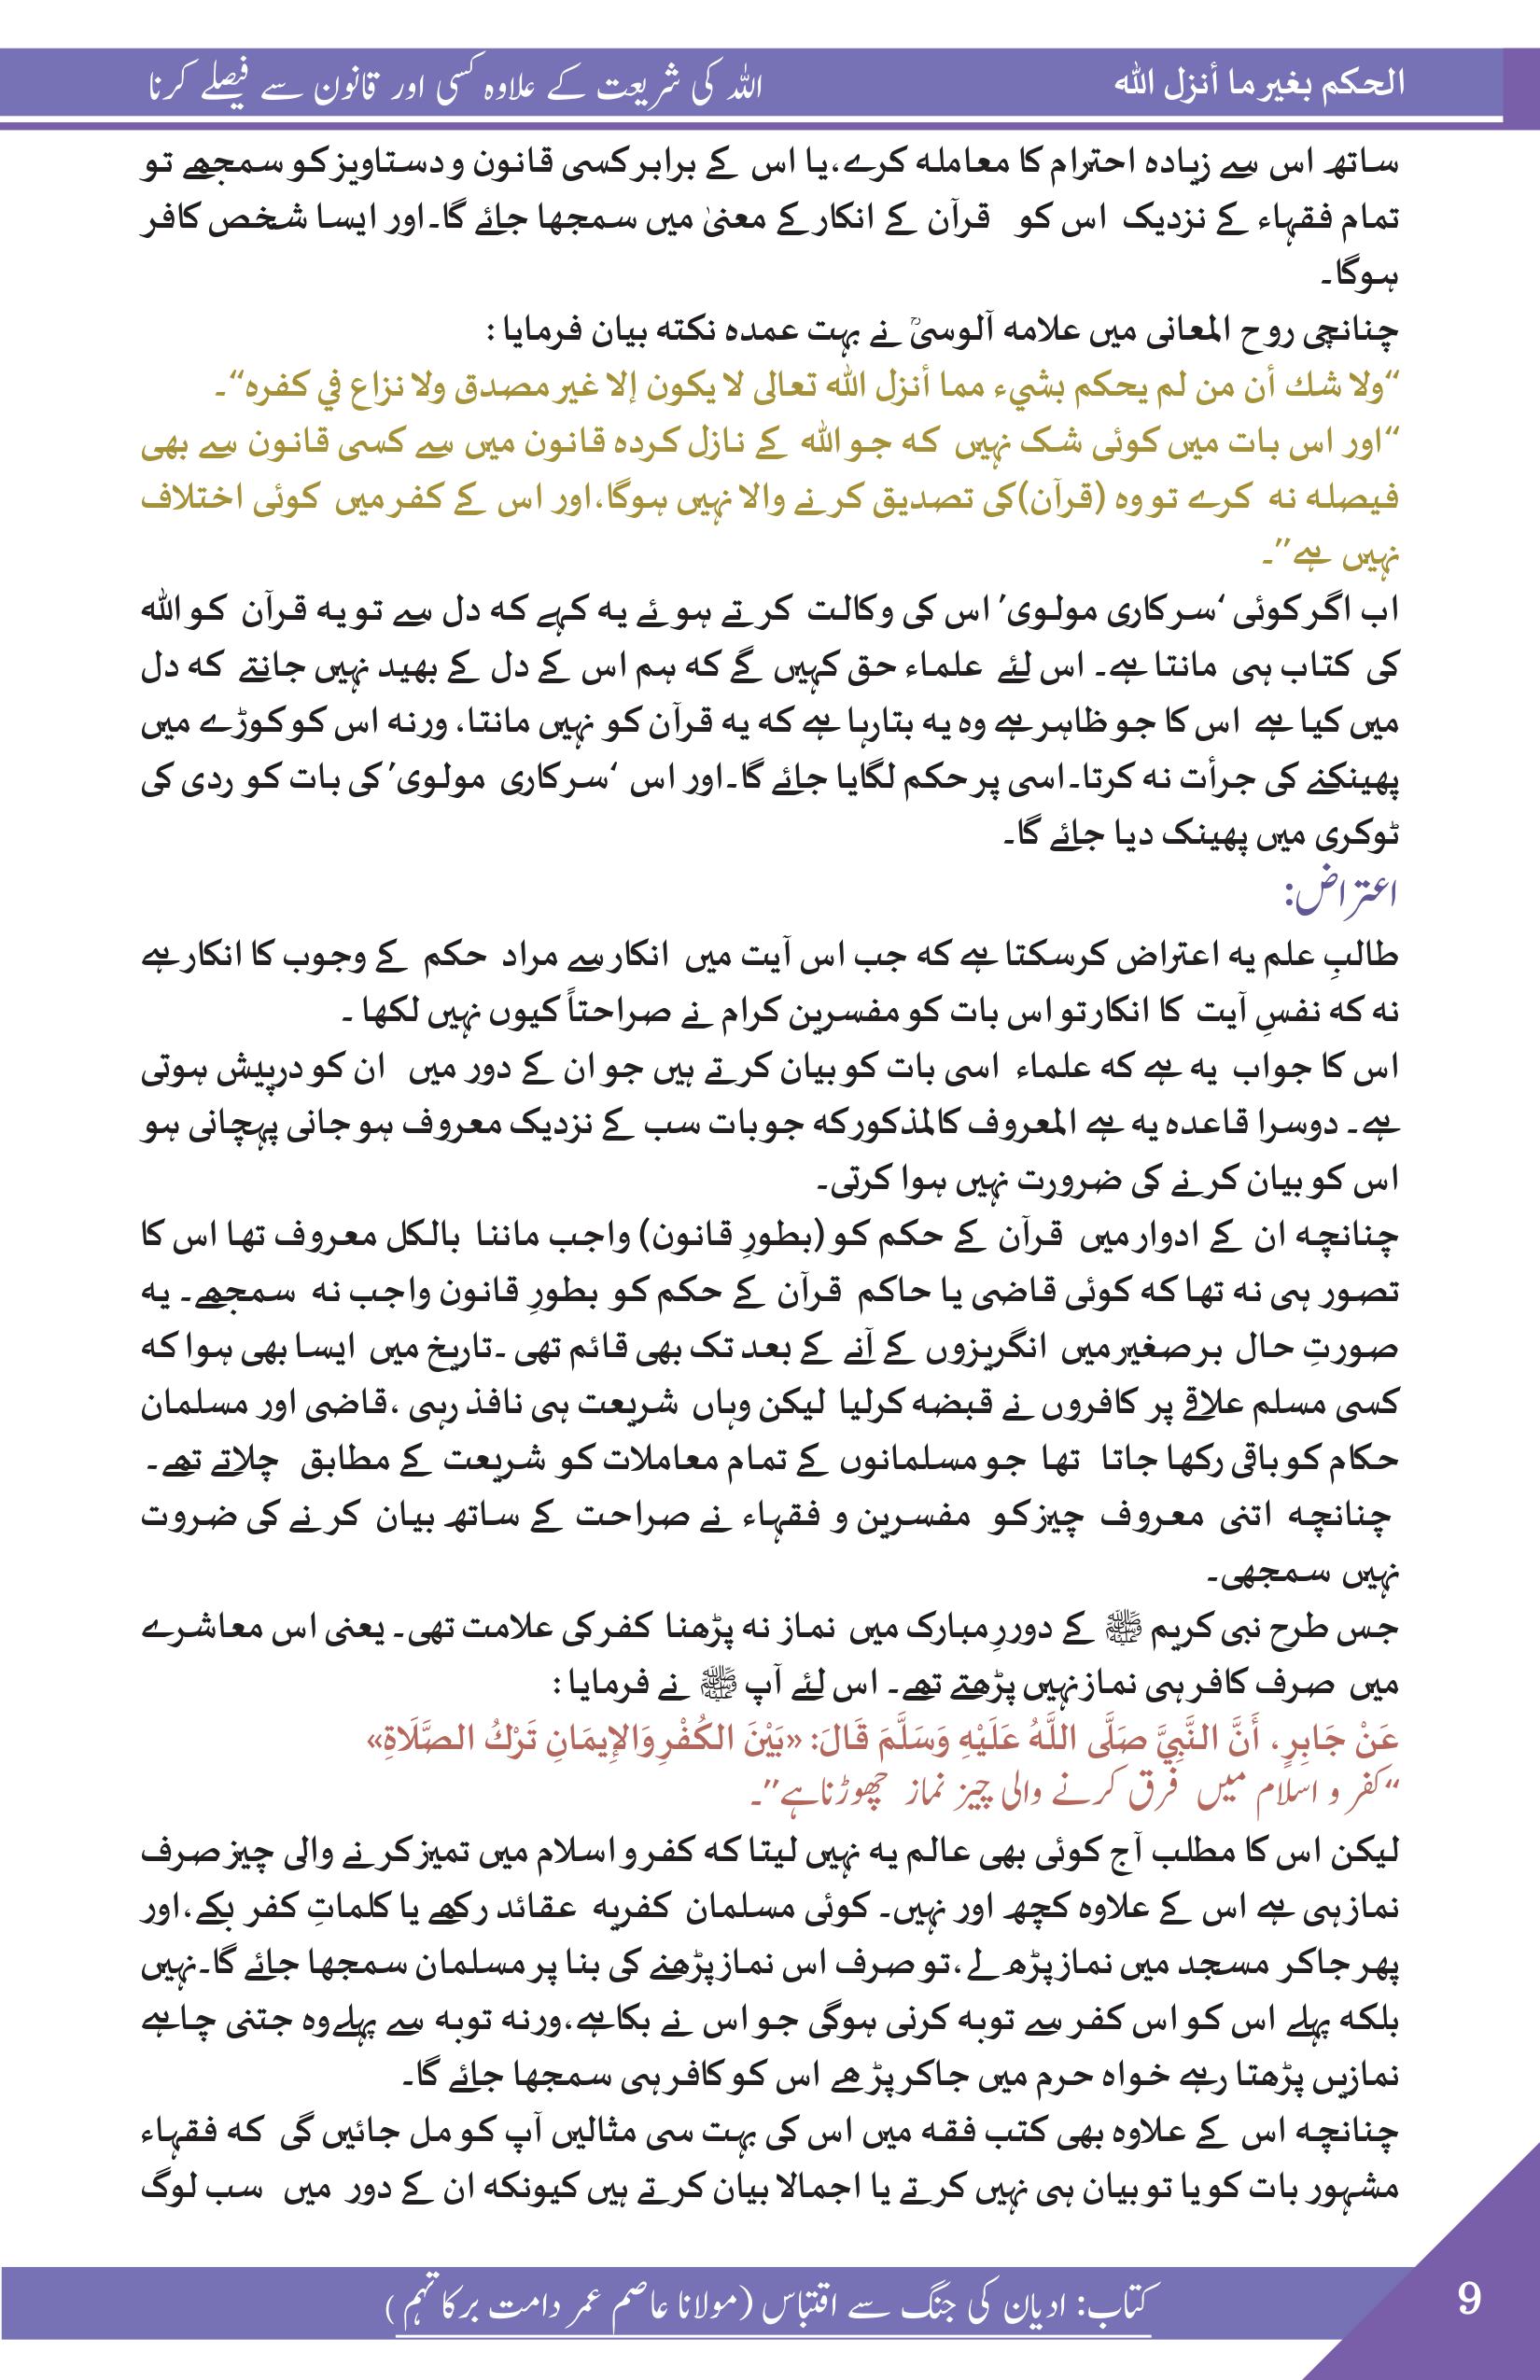 الحکم بغیر ما أنزل الله
اللہ کی شریعت کے علاوہ کسی اور قانون سے فیصلے کرنا
ساتھ اس سے زیادہ احترام کا معاملہ کرے،یا اس کے برابر کسی قانون و دستاویز کو سمجھے تو
تمام فقہاء کے نزدیک اس کو قرآن کے انکار کے معنیٰ میں سمجھا جائے گا۔اور ایسا شخص کافر
ہوگا۔
چنانچی روح المعانی میں علامہ آلوسیؒ نے بہت عمدہ نکتہ بیان فرمایا :
“ولا شك أن من لم يحكم بشيء مما أنزل الله تعالى لا يكون إلا غير مصدق ولا نزاع في كفره“۔
“اور اس بات میں کوئی شک نہیں کہ جو اللہ کے نازل کردہ قانون میں سے کسی قانون سے بھی
فیصلہ نہ کرے تو وہ (قرآن)کی تصدیق کرنے والا نہیں ہوگا،اور اس کے کفر میں کوئی اختلاف
نہیں ہے’’۔
اب اگر کوئی ‘سرکاری مولوی’ اس کی وکالت کرتے ہوئے یہ کہے کہ دل سے تو یہ قرآن کو اللہ
کی کتاب ہی مانتا ہے۔ اس لئے علماء حق کہیں گے کہ ہم اس کے دل کے بھید نہیں جانتے کہ دل
میں کیا ہے اس کا جو ظاہر ہے وہ یہ بتارہا ہے کہ یہ قرآن کو نہیں مانتا، ورنہ اس کو کوڑے میں
پھینکنے کی جرأت نہ کرتا۔اسی پر حکم لگایا جائے گا۔اور اس ‘سرکاری مولوی’ کی بات کو ردی کی
ٹوکری میں پھینک دیا جائے گا۔
اعتراض:
طالبِ علم یہ اعتراض کرسکتا ہے کہ جب اس آیت میں انکار سے مراد حکم کے وجوب کا انکار ہے
نہ کہ نفسِ آیت کا انکار تو اس بات کو مفسرین کرام نے صراحتاً کیوں نہیں لکھا ۔
اس کا جواب یہ ہے کہ علماء اسی بات کو بیان کرتے ہیں جو ان کے دور میں ان کو درپیش ہوتی
ہے۔ دوسرا قاعدہ یہ ہے المعروف کالمذکور کہ جو بات سب کے نزدیک معروف ہو جانی پہچانی ہو
اس کو بیان کرنے کی ضرورت نہیں ہوا کرتی۔
چنانچہ ان کے ادوار میں قرآن کے حکم کو (بطورِ قانون) واجب ماننا بالکل معروف تھا اس کا
تصور ہی نہ تھا کہ کوئی قاضی یا حاکم قرآن کے حکم کو بطورِ قانون واجب نہ سمجھے۔ یہ
صورتِ حال برصغیر میں انگریزوں کے آنے کے بعد تک بھی قائم تھی ۔تاریخ میں ایسا بھی ہوا کہ
کسی مسلم علاقے پر کافروں نے قبضہ کرلیا لیکن وہاں شریعت ہی نافذ رہی ،قاضی اور مسلمان
حکام کو باقی رکھا جاتا تھا جو مسلمانوں کے تمام معاملات کو شریعت کے مطابق چلاتے تھے۔
چنانچہ اتنی معروف چیز کو مفسرین و فقہاء نے صراحت کے ساتھ بیان کرنے کی ضروت
نہیں سمجھی۔
جس طرح نبی کریم ﷺ کے دوررِ مبارک میں نماز نہ پڑھنا کفر کی علامت تھی۔ یعنی اس معاشرے
میں صرف کافر ہی نماز نہیں پڑھتے تھے۔ اس لئے آپ ﷺ نے فرمایا :
عَنْ جَابِرٍ، أَنَّ النَّبِيَّ صَلَّى اللَّهُ عَلَيْهِ وَسَلَّمَ قَالَ: «بَيْنَ الكُفْرِ وَالإِيمَانِ تَرْكُ الصَّلَاةِ»
“کفر و اسلام میں فرق کرنے والی چیز نماز چھوڑنا ہے’’۔
لیکن اس کا مطلب آج کوئی بھی عالم یہ نہیں لیتا کہ کفر و اسلام میں تمیز کرنے والی چیز صرف
نماز ہی ہے اس کے علاوہ کچھ اور نہیں۔ کوئی مسلمان کفریہ عقائد رکھے یا کلماتِ کفر بکے،اور
پھر جاکر مسجد میں نماز پڑھ لے،تو صرف اس نماز پڑھنے کی بنا پر مسلمان سمجھا جائے گا۔نہیں
بلکہ پہلے اس کو اس کفر سے توبہ کرنی ہوگی جو اس نے بکا ہے،ورنہ توبہ سے پہلے وہ جتنی چاہے
نمازیں پڑھتا رہے خواہ حرم میں جاکر پڑھے اس کو کافر ہی سمجھا جائے گا۔
چنانچہ اس کے علاوہ بھی کتب فقہ میں اس کی بہت سی مثالیں آپ کو مل جائیں گی کہ فقہاء
مشہور بات کو یا تو بیان ہی نہیں کرتے یا اجمالا بیان کرتے ہیں کیونکہ ان کے دور میں سب لوگ
کتاب: ادیان کی جنگ سے اقتباس (مولانا عاصم عمر دامت برکاتہم)
9